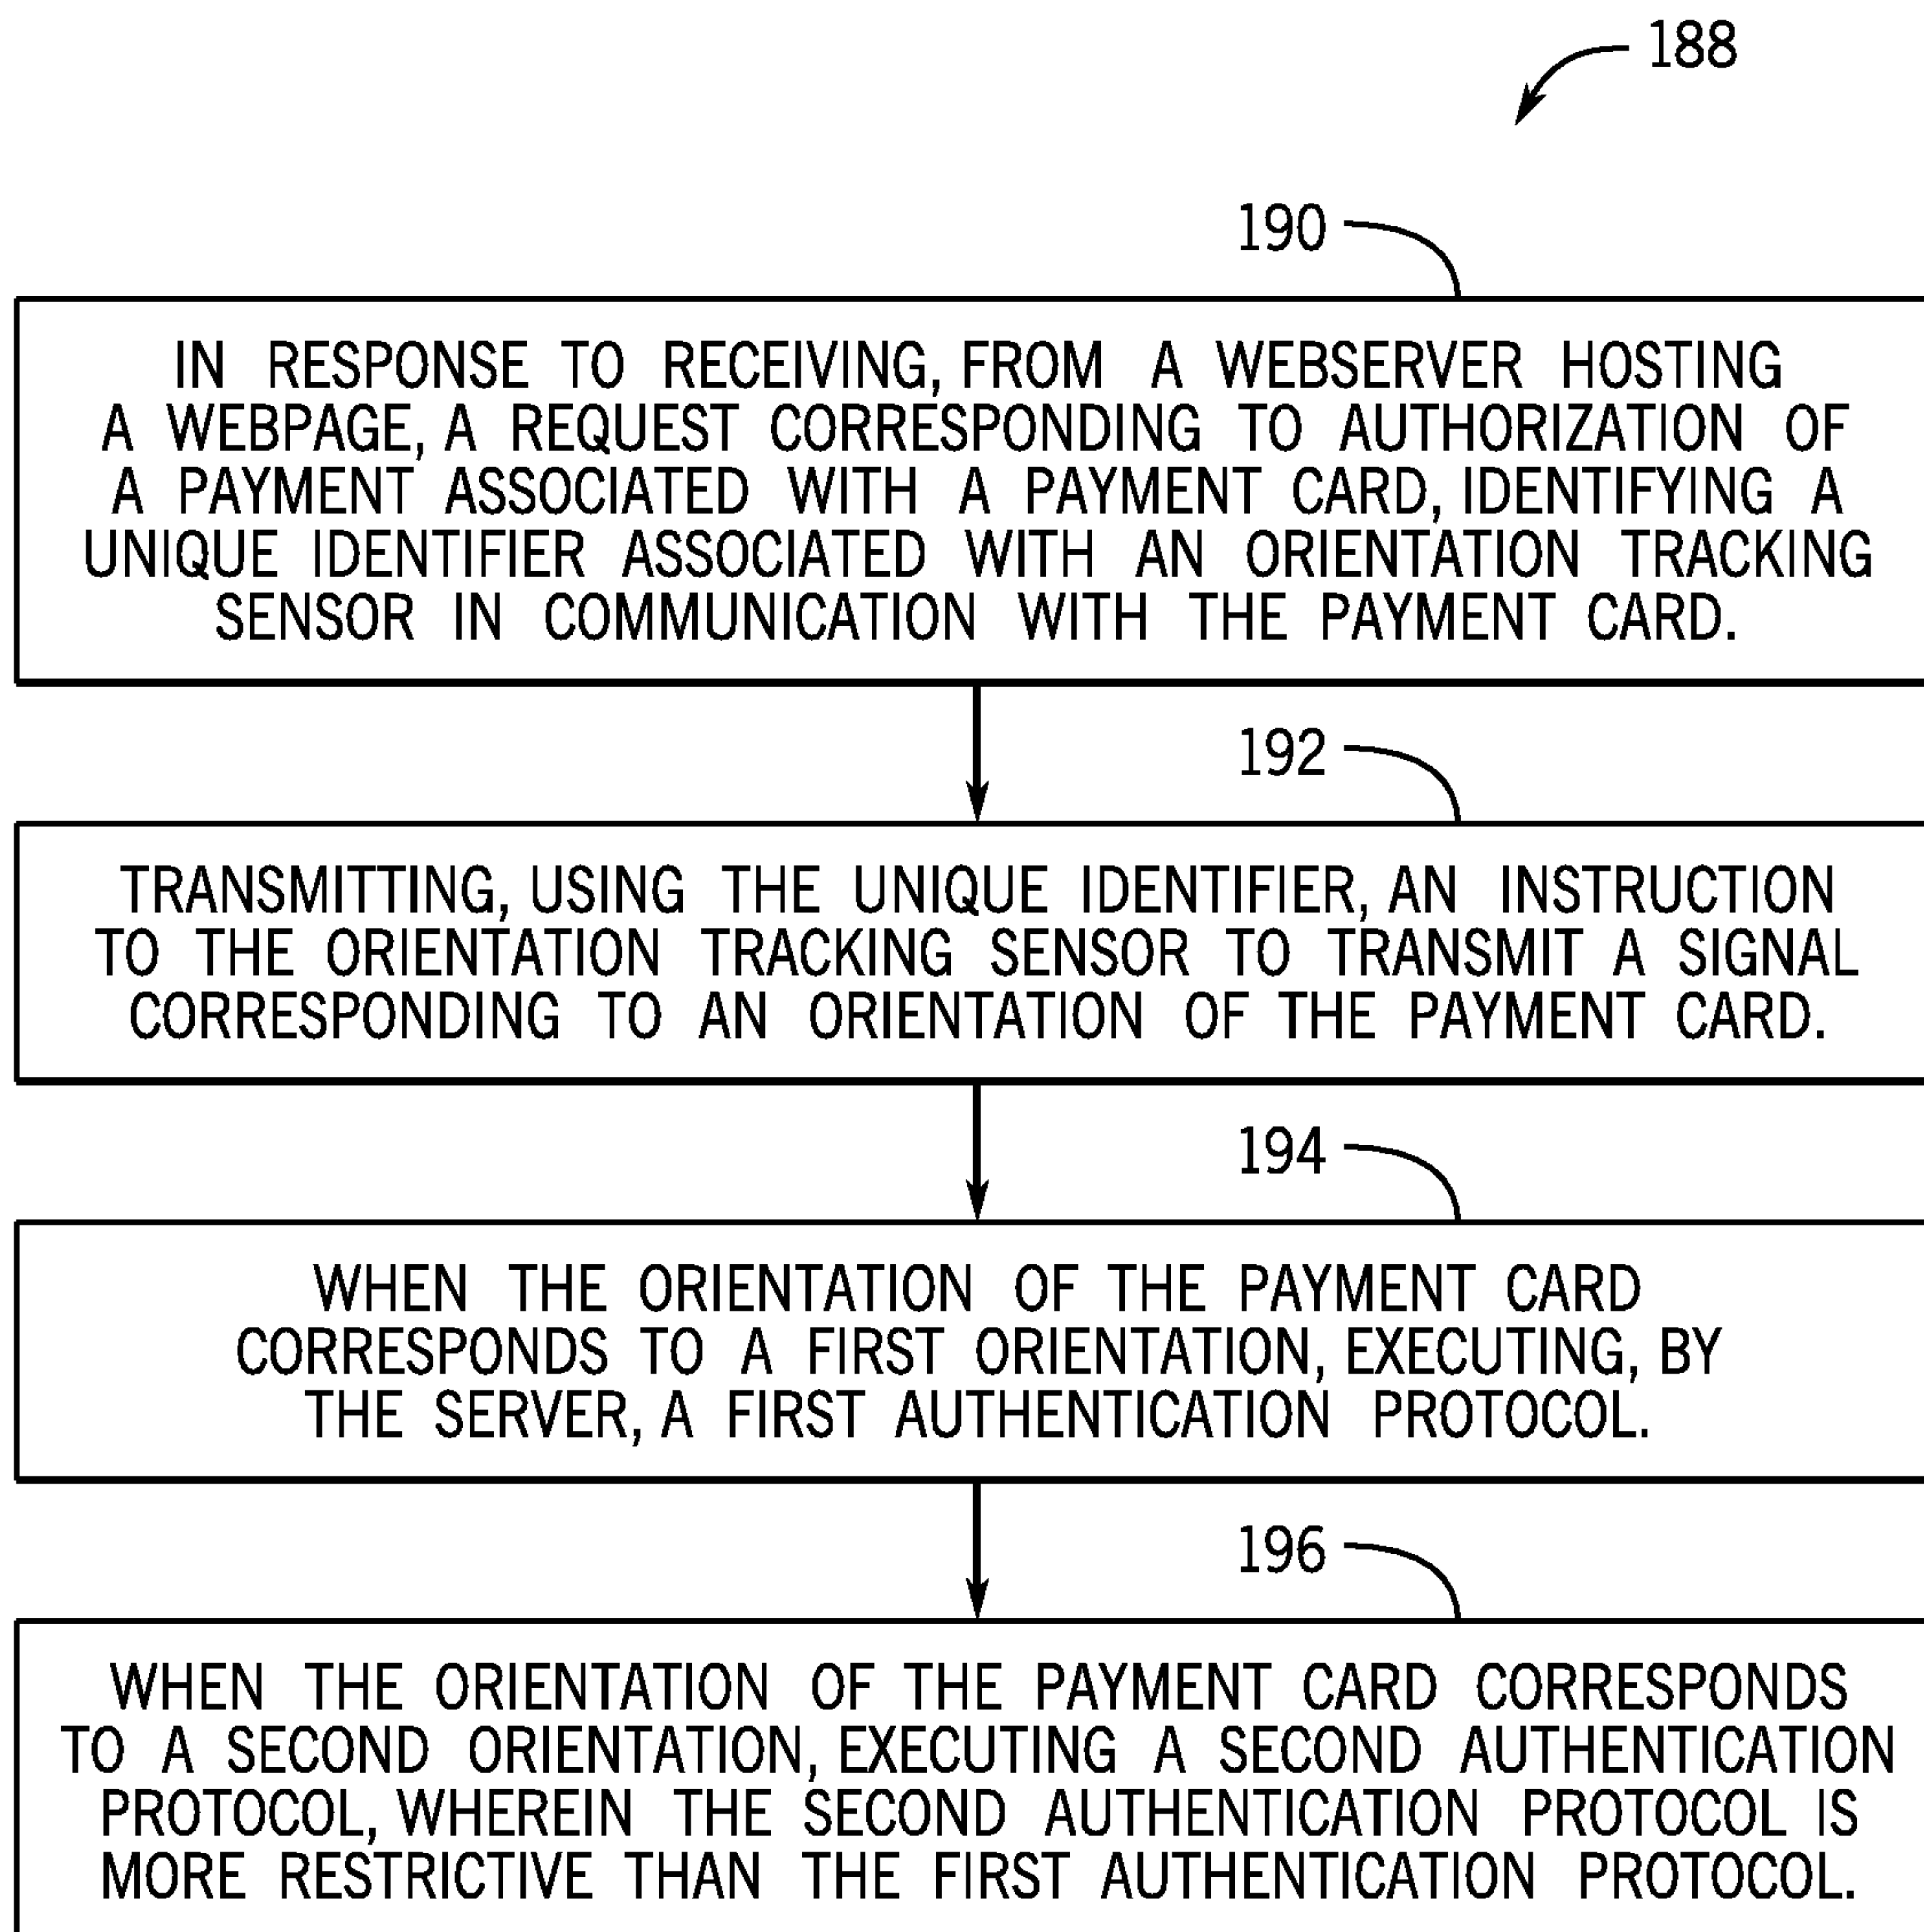 188
190
IN RESPONSE TO RECEIVING, FROM A WEBSERVER HOSTING
A WEBPAGE, A REQUEST CORRESPONDING TO AUTHORIZATION OF
A PAYMENT ASSOCIATED WITH A PAYMENT CARD, IDENTIFYING A
UNIQUE IDENTIFIER ASSOCIATED WITH AN ORIENTATION TRACKING
SENSOR IN COMMUNICATION WITH THE PAYMENT CARD.
192
TRANSMITTING, USING THE UNIQUE IDENTIFIER, AN INSTRUCTION
TO THE ORIENTATION TRACKING SENSOR TO TRANSMIT A SIGNAL
CORRESPONDING TO AN ORIENTATION OF THE PAYMENT CARD.
194
WHEN THE ORIENTATION OF THE PAYMENT CARD
CORRESPONDS TO A FIRST ORIENTATION, EXECUTING, BY
THE SERVER, A FIRST AUTHENTICATION PROTOCOL.
196
WHEN THE ORIENTATION OF THE PAYMENT CARD CORRESPONDS
TO A SECOND ORIENTATION, EXECUTING A SECOND AUTHENTICATION
PROTOCOL, WHEREIN THE SECOND AUTHENTICATION PROTOCOL IS
MORE RESTRICTIVE THAN THE FIRST AUTHENTICATION PROTOCOL.